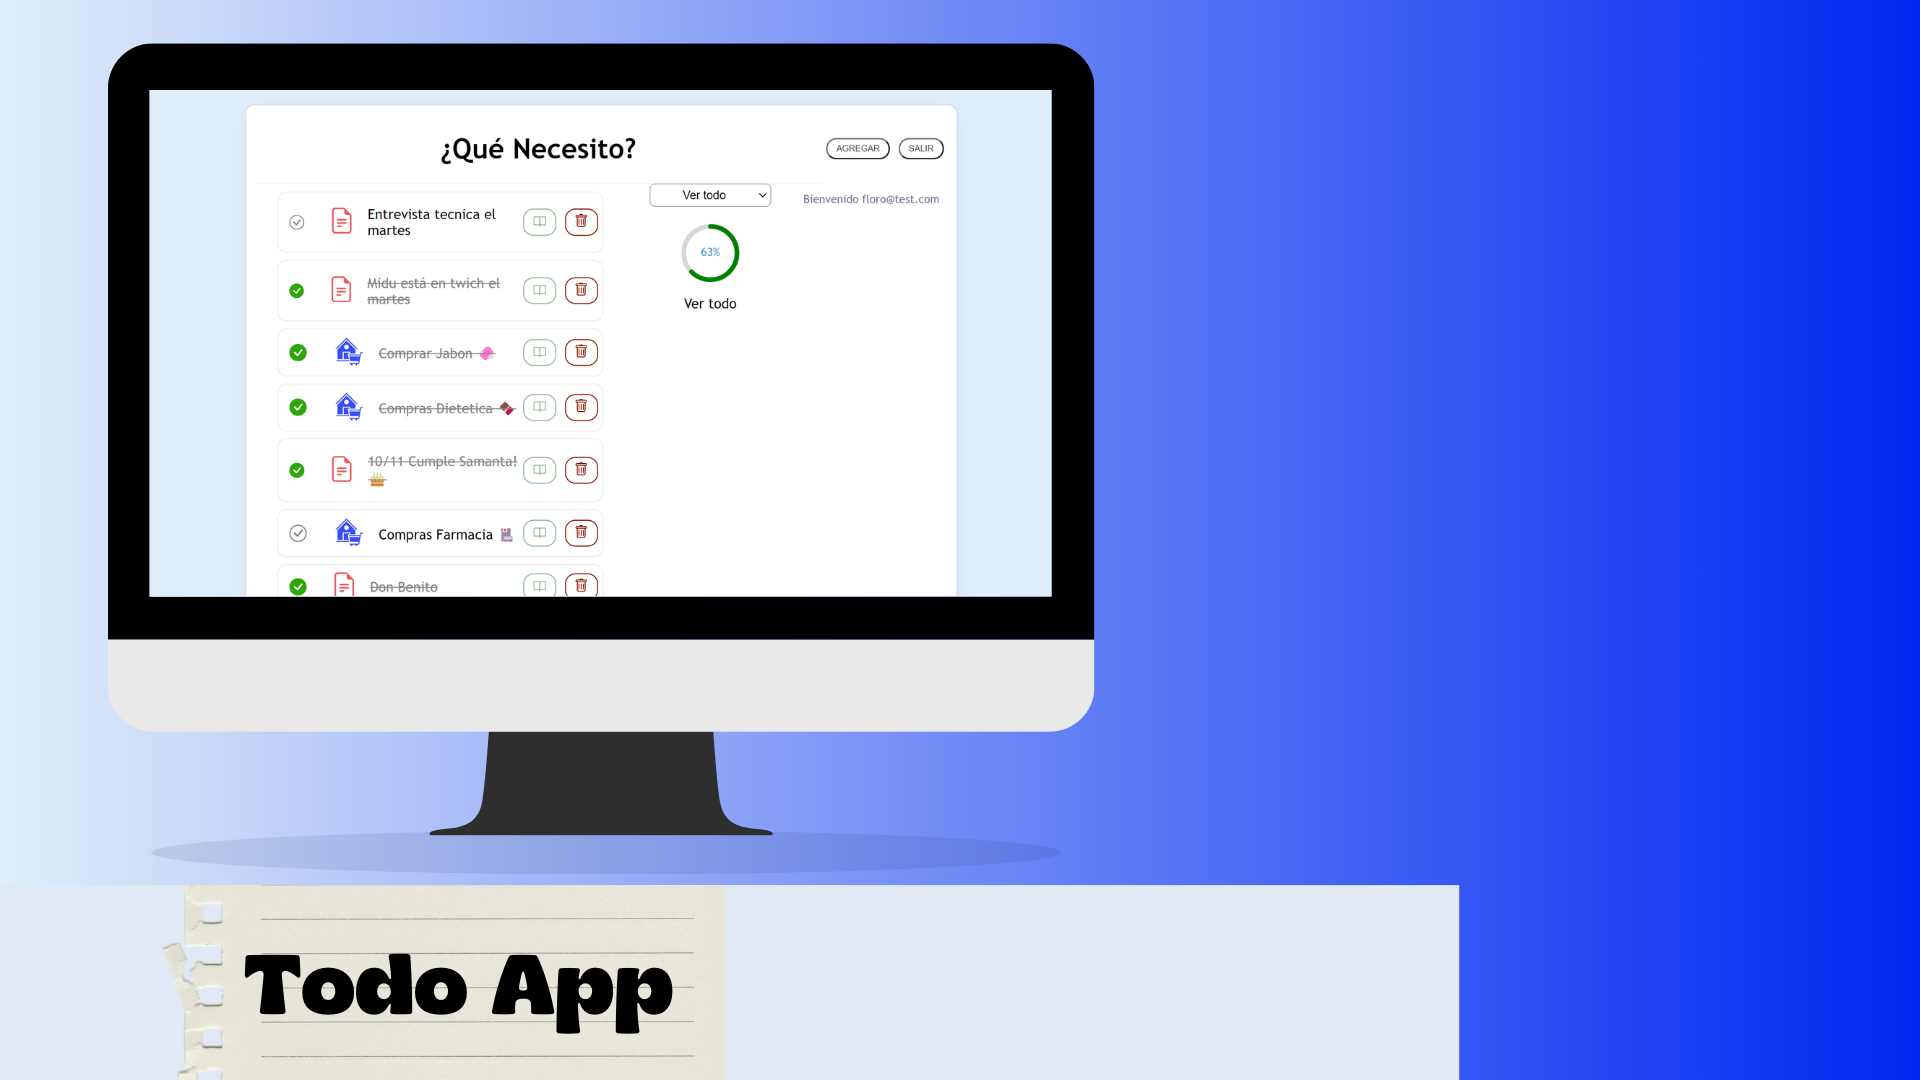 ¿Qué Necesito?
AGREGAR
SALIR
Ver todo
Bienvenido floro@test.com
63%
Ver todo
Entrevista tecnica el
martes
Midu está en twich el
martes
Comprar Jabon
Compras Dietetica
10/11 Cumple Samanta!
Compras Farmacia
Don Benito
Todo App